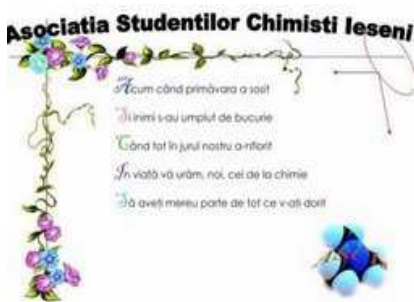 Asociatia Studentilor Chimisti Ieseni
Acum când primăvara a sosit
Si inimi s-au umplut de bucurie
Când tot în jurul nostru a-nflorit
În viată vă urăm, noi, cei de la chimie
Să aveti mereu parte de tot ce v-ati dorit